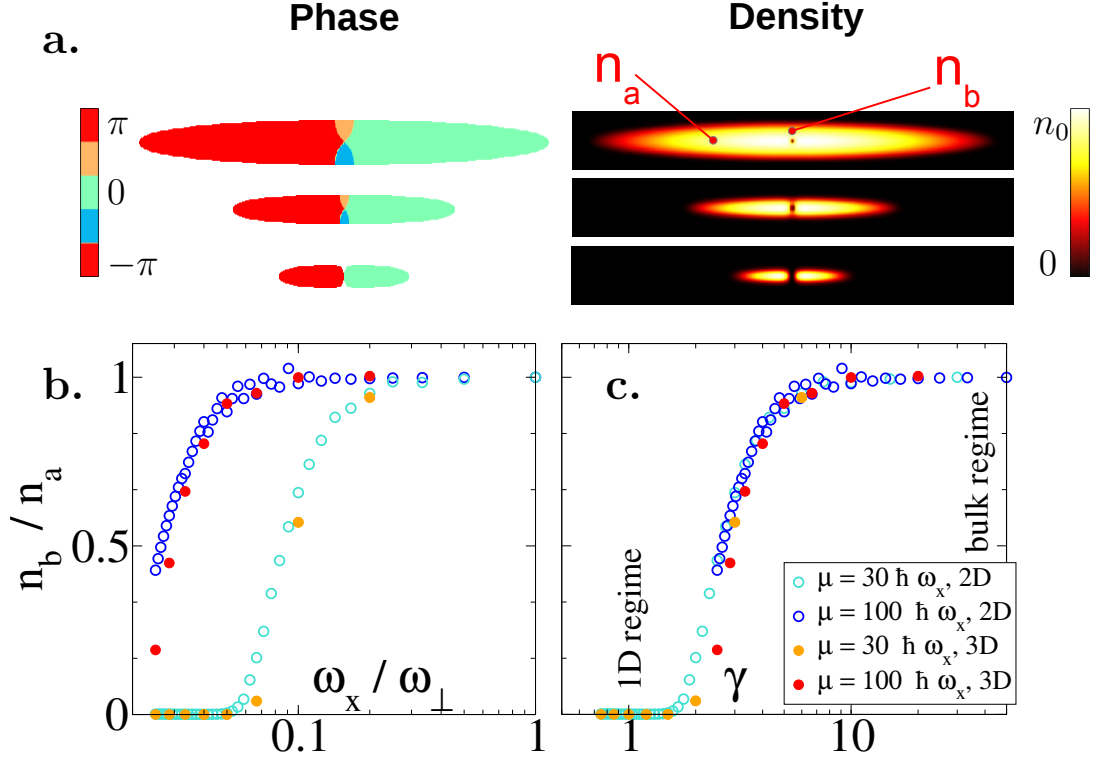 Phase
Density
a.
n_a
n_b
π
0
−π
n_0
0
b.
c.
1
0.5
0
n_b / n_a
0.1
1
ω_x / ω_⊥
1D regime
bulk regime
γ
1
10
μ = 30 ħ ω_x, 2D
μ = 100 ħ ω_x, 2D
μ = 30 ħ ω_x, 3D
μ = 100 ħ ω_x, 3D